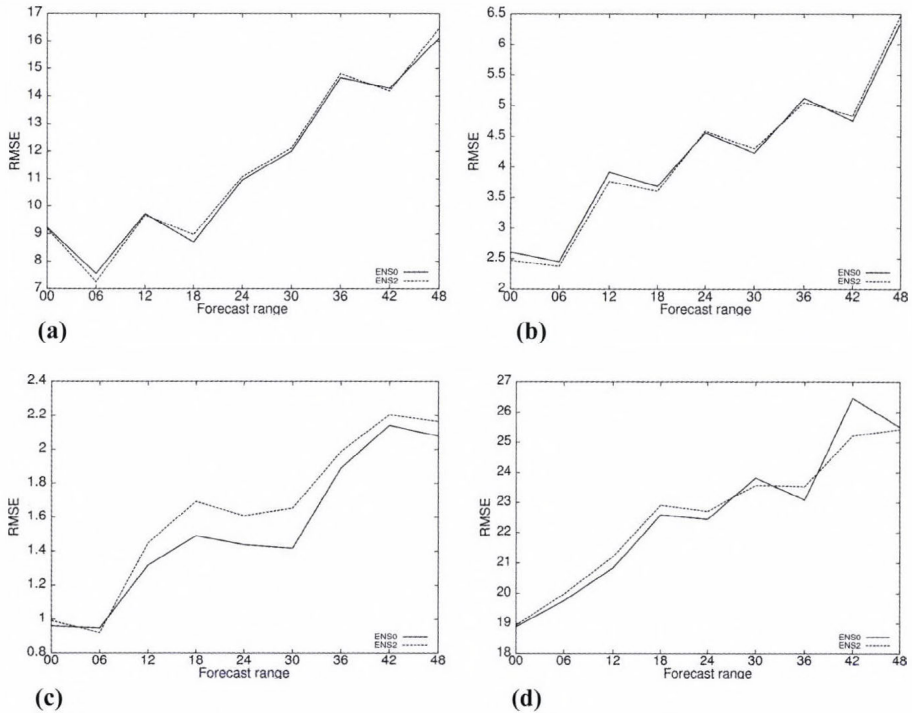 17
16
15
14
13
12
11
10
9
8
7
RMSE
00 06 12 18 24 30 36 42 48
Forecast range
ENS0
ENS2
(a)
6.5
6
5.5
5
4.5
4
3.5
3
2.5
2
RMSE
00 06 12 18 24 30 36 42 48
Forecast range
ENS0
ENS2
(b)
2.4
2.2
2
1.8
1.6
1.4
1.2
1
0.8
RMSE
00 06 12 18 24 30 36 42 48
Forecast range
ENS0
ENS2
(c)
27
26
25
24
23
22
21
20
19
18
RMSE
00 06 12 18 24 30 36 42 48
Forecast range
ENS0
ENS2
(d)